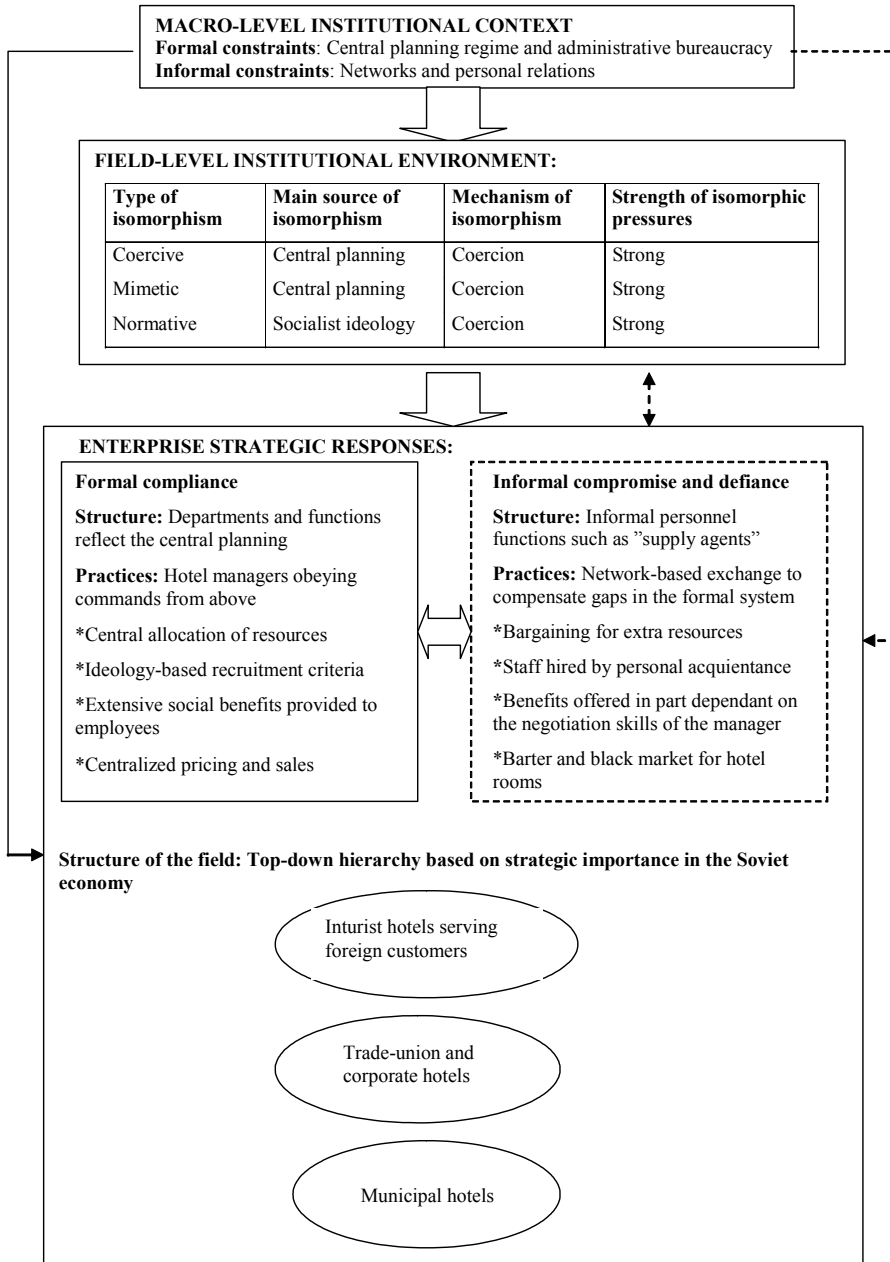 MACRO-LEVEL INSTITUTIONAL CONTEXT
Formal constraints: Central planning regime and administrative bureaucracy
Informal constraints: Networks and personal relations
FIELD-LEVEL INSTITUTIONAL ENVIRONMENT:
Type of isomorphism
Main source of isomorphism
Mechanism of isomorphism
Strength of isomorphic pressures
Coercive Central planning Coercion Strong
Mimetic Central planning Coercion Strong
Normative Socialist ideology Coercion Strong
ENTERPRISE STRATEGIC RESPONSES:
Formal compliance
Structure: Departments and functions
reflect the central planning
Practices: Hotel managers obeying
commands from above
*Central allocation of resources
*Ideology-based recruitment criteria
*Extensive social benefits provided to
employees
*Centralized pricing and sales
Informal compromise and defiance
Structure: Informal personnel
functions such as ”supply agents”
Practices: Network-based exchange to
compensate gaps in the formal system
*Bargaining for extra resources
*Staff hired by personal acquientance
*Benefits offered in part dependant on
the negotiation skills of the manager
*Barter and black market for hotel
rooms
Structure of the field: Top-down hierarchy based on strategic importance in the Soviet
economy
Inturist hotels serving
foreign customers
Trade-union and
corporate hotels
Municipal hotels